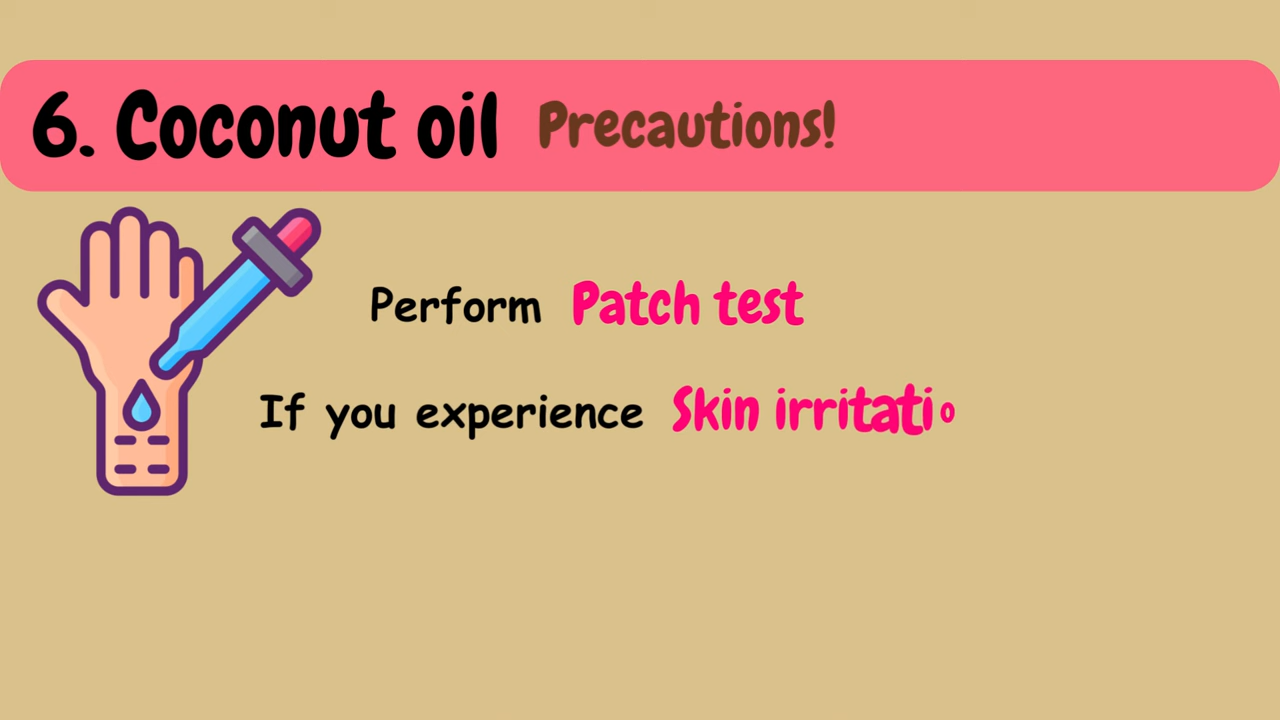 6. Coconut oil Precautions!
Perform Patch test
If you experience Skin irritatio